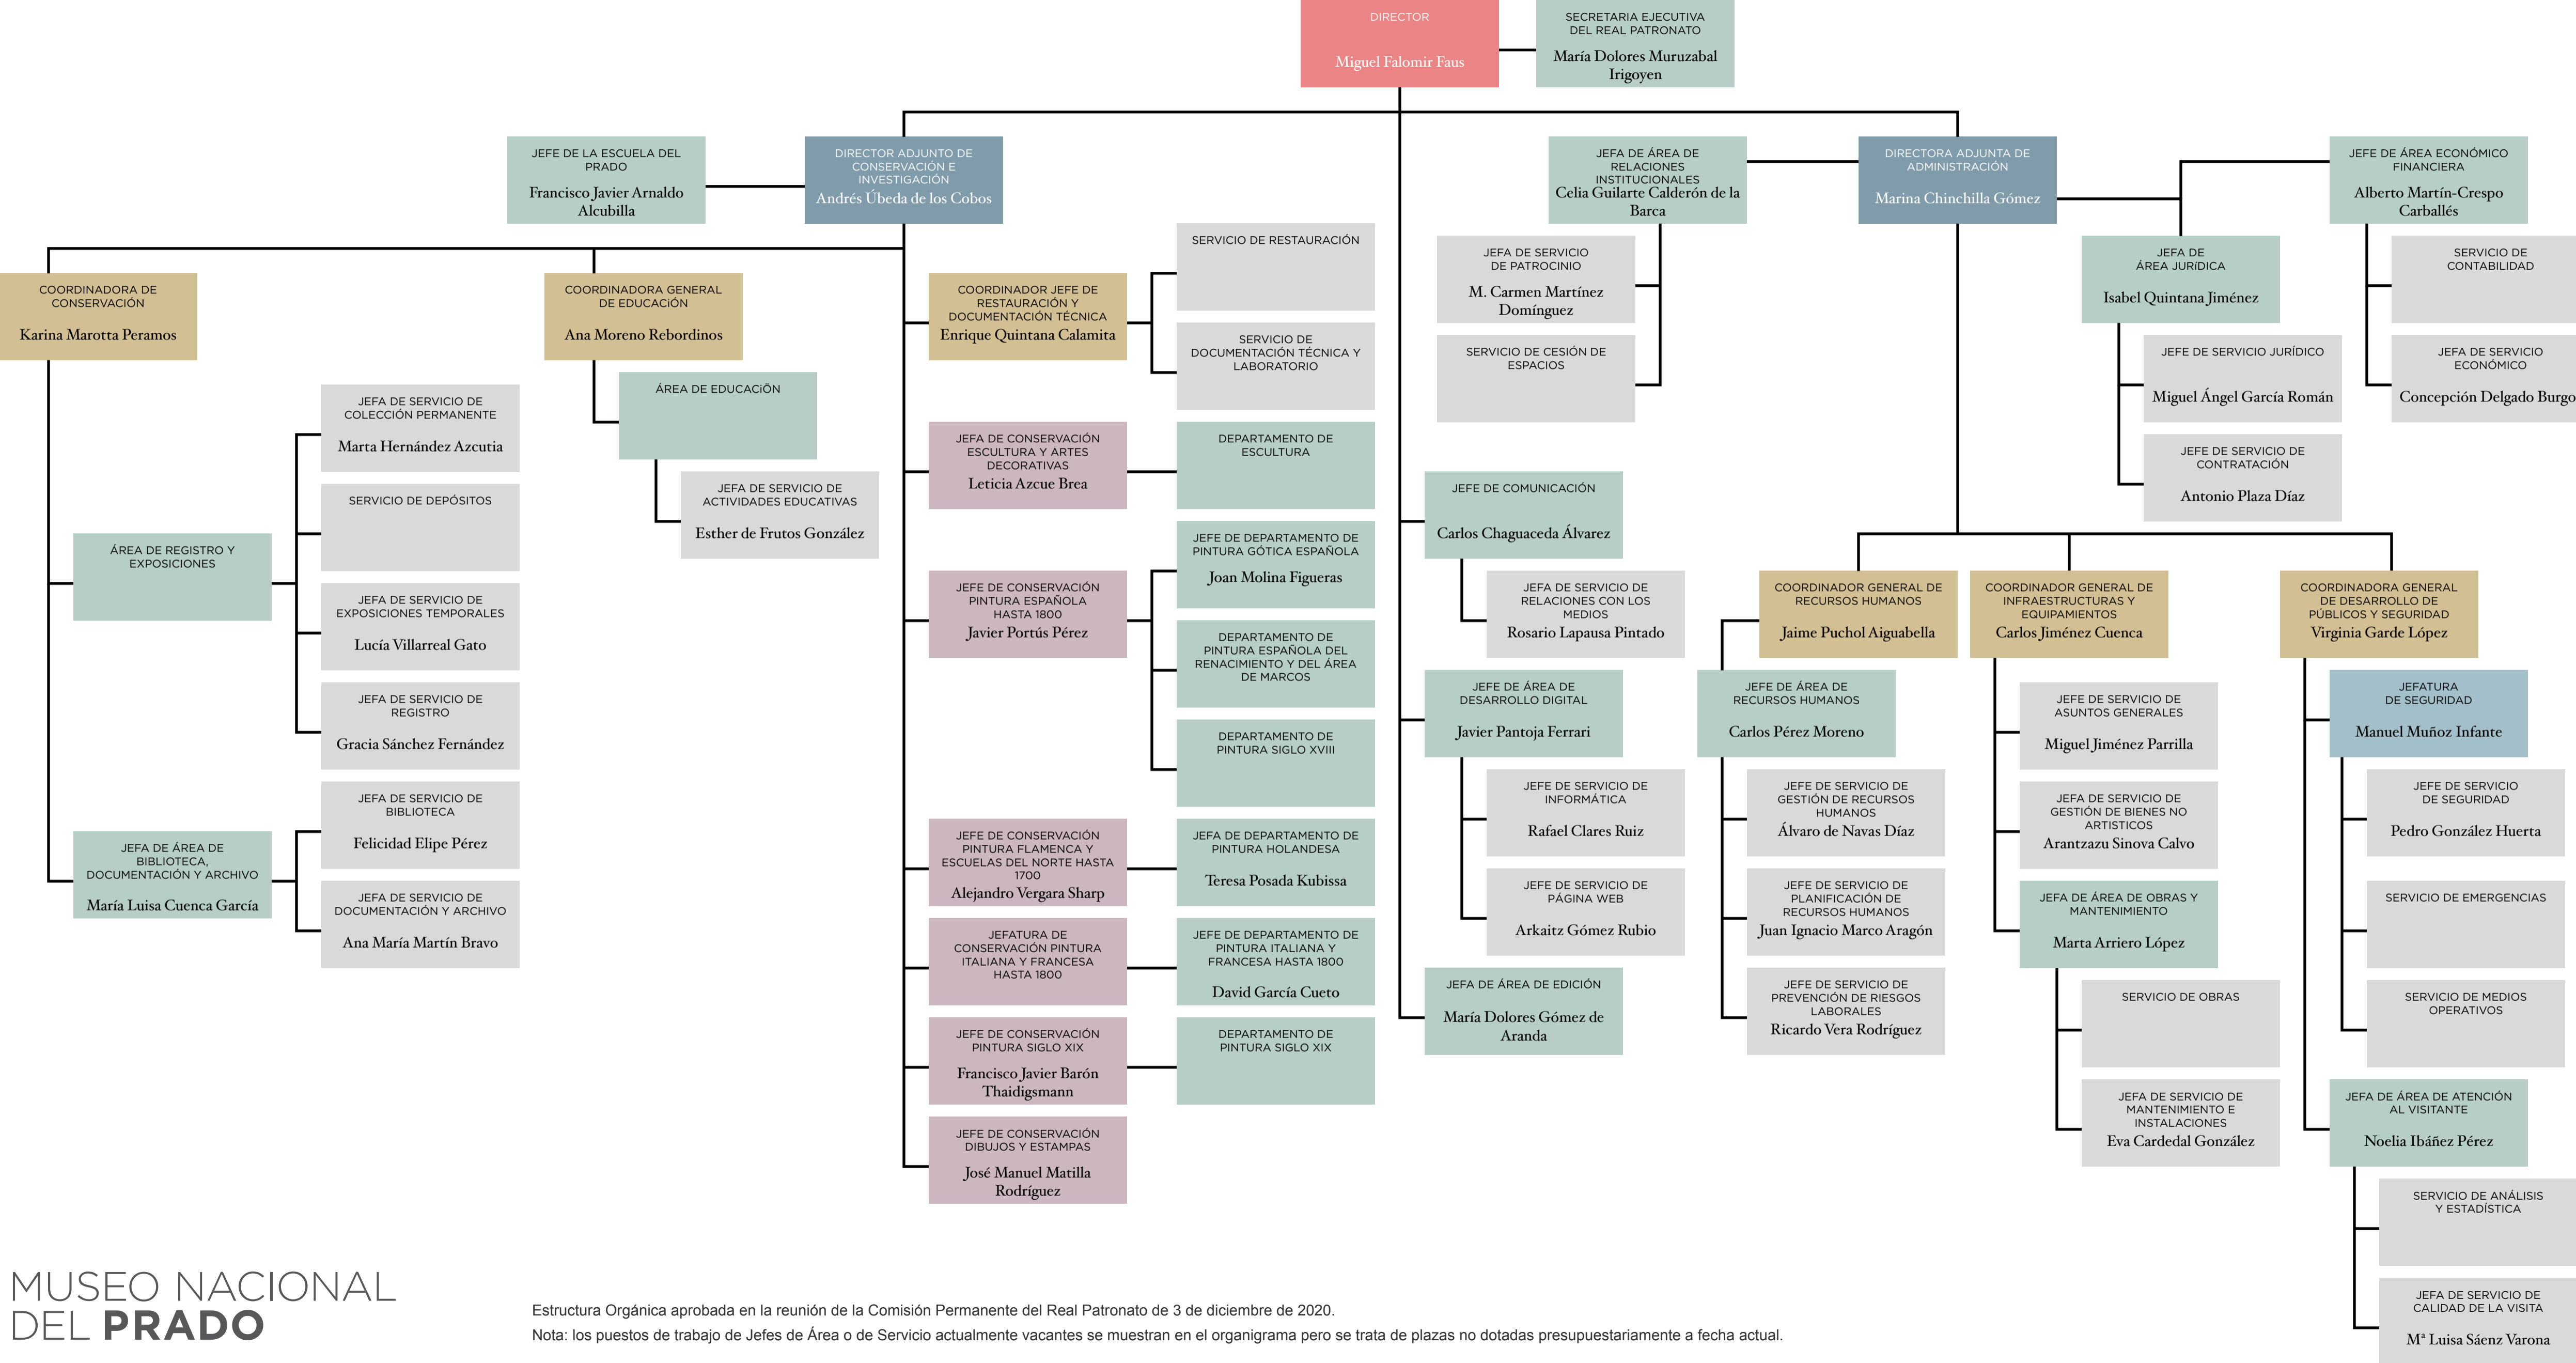 DIRECTOR
Miguel Falomir Faus
SECRETARIA EJECUTIVA
DEL REAL PATRONATO
María Dolores Muruzabal
Irigoyen
JEFE DE LA ESCUELA DEL
PRADO
Francisco Javier Arnaldo
Alcubilla
DIRECTOR ADJUNTO DE
CONSERVACIÓN E
INVESTIGACIÓN
Andrés Úbeda de los Cobos
JEFA DE ÁREA DE
RELACIONES
INSTITUCIONALES
Celia Guilarte Calderón de la
Barca
DIRECTORA ADJUNTA DE
ADMINISTRACIÓN
Marina Chinchilla Gómez
JEFE DE ÁREA ECONÓMICO
FINANCIERA
Alberto Martín-Crespo
Carballés
COORDINADORA DE
CONSERVACIÓN
Karina Marotta Peramos
JEFA DE SERVICIO DE
COLECCIÓN PERMANENTE
Marta Hernández Azcutia
SERVICIO DE DEPÓSITOS
ÁREA DE REGISTRO Y
EXPOSICIONES
JEFA DE SERVICIO DE
EXPOSICIONES TEMPORALES
Lucía Villarreal Gato
JEFA DE SERVICIO DE
REGISTRO
Gracia Sánchez Fernández
JEFA DE SERVICIO DE
BIBLIOTECA
Felicidad Elipe Pérez
JEFA DE ÁREA DE
BIBLIOTECA,
DOCUMENTACIÓN Y ARCHIVO
María Luisa Cuenca García
JEFA DE SERVICIO DE
DOCUMENTACIÓN Y ARCHIVO
Ana María Martín Bravo
COORDINADORA GENERAL
DE EDUCACiÓN
Ana Moreno Rebordinos
ÁREA DE EDUCACiÖN
JEFA DE SERVICIO DE
ACTIVIDADES EDUCATIVAS
Esther de Frutos González
COORDINADOR JEFE DE
RESTAURACIÓN Y
DOCUMENTACIÓN TÉCNICA
Enrique Quintana Calamita
SERVICIO DE RESTAURACIÓN
SERVICIO DE
DOCUMENTACIÓN TÉCNICA Y
LABORATORIO
JEFA DE CONSERVACIÓN
ESCULTURA Y ARTES
DECORATIVAS
Leticia Azcue Brea
DEPARTAMENTO DE
ESCULTURA
JEFE DE CONSERVACIÓN
PINTURA ESPAÑOLA
HASTA 1800
Javier Portús Pérez
JEFE DE DEPARTAMENTO DE
PINTURA GÓTICA ESPAÑOLA
Joan Molina Figueras
DEPARTAMENTO DE
PINTURA ESPAÑOLA DEL
RENACIMIENTO Y DEL ÁREA
DE MARCOS
DEPARTAMENTO DE
PINTURA SIGLO XVIII
JEFE DE CONSERVACIÓN
PINTURA FLAMENCA Y
ESCUELAS DEL NORTE HASTA
1700
Alejandro Vergara Sharp
JEFA DE DEPARTAMENTO DE
PINTURA HOLANDESA
Teresa Posada Kubissa
JEFATURA DE
CONSERVACIÓN PINTURA
ITALIANA Y FRANCESA
HASTA 1800
JEFE DE DEPARTAMENTO DE
PINTURA ITALIANA Y
FRANCESA HASTA 1800
David García Cueto
JEFE DE CONSERVACIÓN
PINTURA SIGLO XIX
Francisco Javier Barón
Thaidigsmann
DEPARTAMENTO DE
PINTURA SIGLO XIX
JEFE DE CONSERVACIÓN
DIBUJOS Y ESTAMPAS
José Manuel Matilla
Rodríguez
JEFA DE SERVICIO
DE PATROCINIO
M. Carmen Martínez
Domínguez
SERVICIO DE CESIÓN DE
ESPACIOS
JEFE DE COMUNICACIÓN
Carlos Chaguaceda Álvarez
JEFA DE SERVICIO DE
RELACIONES CON LOS
MEDIOS
Rosario Lapausa Pintado
JEFE DE ÁREA DE
DESARROLLO DIGITAL
Javier Pantoja Ferrari
JEFE DE SERVICIO DE
INFORMÁTICA
Rafael Clares Ruiz
JEFE DE SERVICIO DE
PÁGINA WEB
Arkaitz Gómez Rubio
JEFA DE ÁREA DE EDICIÓN
María Dolores Gómez de
Aranda
JEFA DE
ÁREA JURíDICA
Isabel Quintana Jiménez
JEFE DE SERVICIO JURÍDICO
Miguel Ángel García Román
JEFE DE SERVICIO DE
CONTRATACIÓN
Antonio Plaza Díaz
SERVICIO DE
CONTABILIDAD
JEFA DE SERVICIO
ECONÓMICO
Concepción Delgado Burgo
COORDINADOR GENERAL DE
RECURSOS HUMANOS
Jaime Puchol Aiguabella
JEFE DE ÁREA DE
RECURSOS HUMANOS
Carlos Pérez Moreno
JEFE DE SERVICIO DE
GESTIÓN DE RECURSOS
HUMANOS
Álvaro de Navas Díaz
JEFE DE SERVICIO DE
PLANIFICACIÓN DE
RECURSOS HUMANOS
Juan Ignacio Marco Aragón
JEFE DE SERVICIO DE
PREVENCIÓN DE RIESGOS
LABORALES
Ricardo Vera Rodríguez
COORDINADOR GENERAL DE
INFRAESTRUCTURAS Y
EQUIPAMIENTOS
Carlos Jiménez Cuenca
JEFE DE SERVICIO DE
ASUNTOS GENERALES
Miguel Jiménez Parrilla
JEFA DE SERVICIO DE
GESTIÓN DE BIENES NO
ARTISTICOS
Arantzazu Sinova Calvo
JEFA DE ÁREA DE OBRAS Y
MANTENIMIENTO
Marta Arriero López
SERVICIO DE OBRAS
JEFA DE SERVICIO DE
MANTENIMIENTO E
INSTALACIONES
Eva Cardedal González
COORDINADORA GENERAL
DE DESARROLLO DE
PÚBLICOS Y SEGURIDAD
Virginia Garde López
JEFATURA
DE SEGURIDAD
Manuel Muñoz Infante
JEFE DE SERVICIO
DE SEGURIDAD
Pedro González Huerta
SERVICIO DE EMERGENCIAS
SERVICIO DE MEDIOS
OPERATIVOS
JEFA DE ÁREA DE ATENCIÓN
AL VISITANTE
Noelia Ibáñez Pérez
SERVICIO DE ANÁLISIS
Y ESTADÍSTICA
JEFA DE SERVICIO DE
CALIDAD DE LA VISITA
Mª Luisa Sáenz Varona
MUSEO NACIONAL
DEL PRADO
Estructura Orgánica aprobada en la reunión de la Comisión Permanente del Real Patronato de 3 de diciembre de 2020.
Nota: los puestos de trabajo de Jefes de Área o de Servicio actualmente vacantes se muestran en el organigrama pero se trata de plazas no dotadas presupuestariamente a fecha actual.